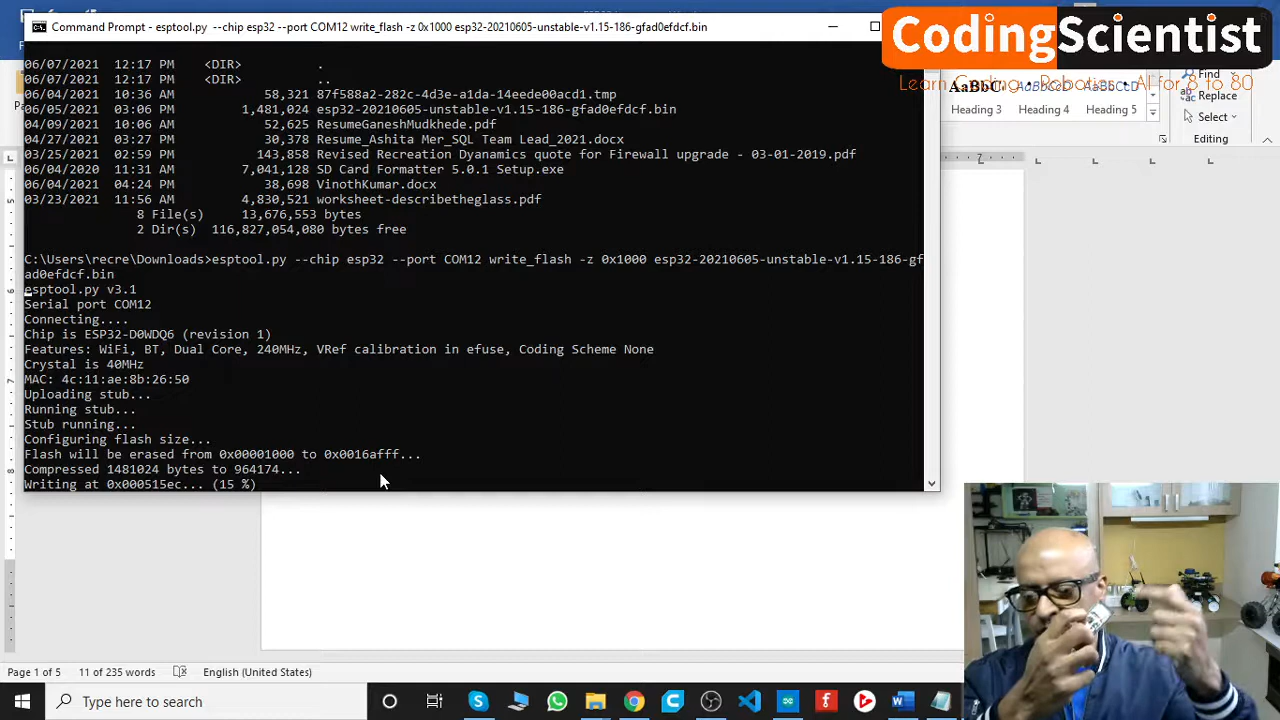 Command Prompt - esptool.py --chip esp32 --port COM12 write_flash -z 0x1000 esp32-20210605-unstable-v1.15-186-gfad0efdcf.bin
CodingScientist
Learn Coding, Robotics, AI for 8 to 80
06/07/2021 12:17 PM <DIR> .
06/07/2021 12:17 PM <DIR> ..
06/04/2021 10:36 AM 58,321 87f588a2-282c-4d3e-a1da-14eede00acd1.tmp
06/05/2021 03:06 PM 1,481,024 esp32-20210605-unstable-v1.15-186-gfad0efdcf.bin
04/09/2021 10:06 AM 52,625 ResumeGaneshMudkhede.pdf
04/27/2021 03:27 PM 30,378 Resume_Ashita Mer_SQL Team Lead_2021.docx
03/25/2021 02:59 PM 143,858 Revised Recreation Dyanamics quote for Firewall upgrade - 03-01-2019.pdf
06/04/2020 11:31 AM 7,041,128 SD Card Formatter 5.0.1 Setup.exe
06/04/2021 04:24 PM 38,698 VinothKumar.docx
03/23/2021 11:56 AM 4,830,521 worksheet-describetheglass.pdf
8 File(s) 13,676,553 bytes
2 Dir(s) 116,827,054,080 bytes free
C:\Users\recre\Downloads>esptool.py --chip esp32 --port COM12 write_flash -z 0x1000 esp32-20210605-unstable-v1.15-186-gf
ad0efdcf.bin
esptool.py v3.1
Serial port COM12
Connecting....
Chip is ESP32-D0WDQ6 (revision 1)
Features: WiFi, BT, Dual Core, 240MHz, VRef calibration in efuse, Coding Scheme None
Crystal is 40MHz
MAC: 4c:11:ae:8b:26:50
Uploading stub...
Running stub...
Stub running...
Configuring flash size...
Flash will be erased from 0x00001000 to 0x0016afff...
Compressed 1481024 bytes to 964174...
Writing at 0x000515ec... (15 %)
AaBbC AaBbCcDc AaBbCcDc
Heading 3 Heading 4 Heading 5
Find
Replace
Select
Editing
7
Page 1 of 5 11 of 235 words English (United States)
Type here to search